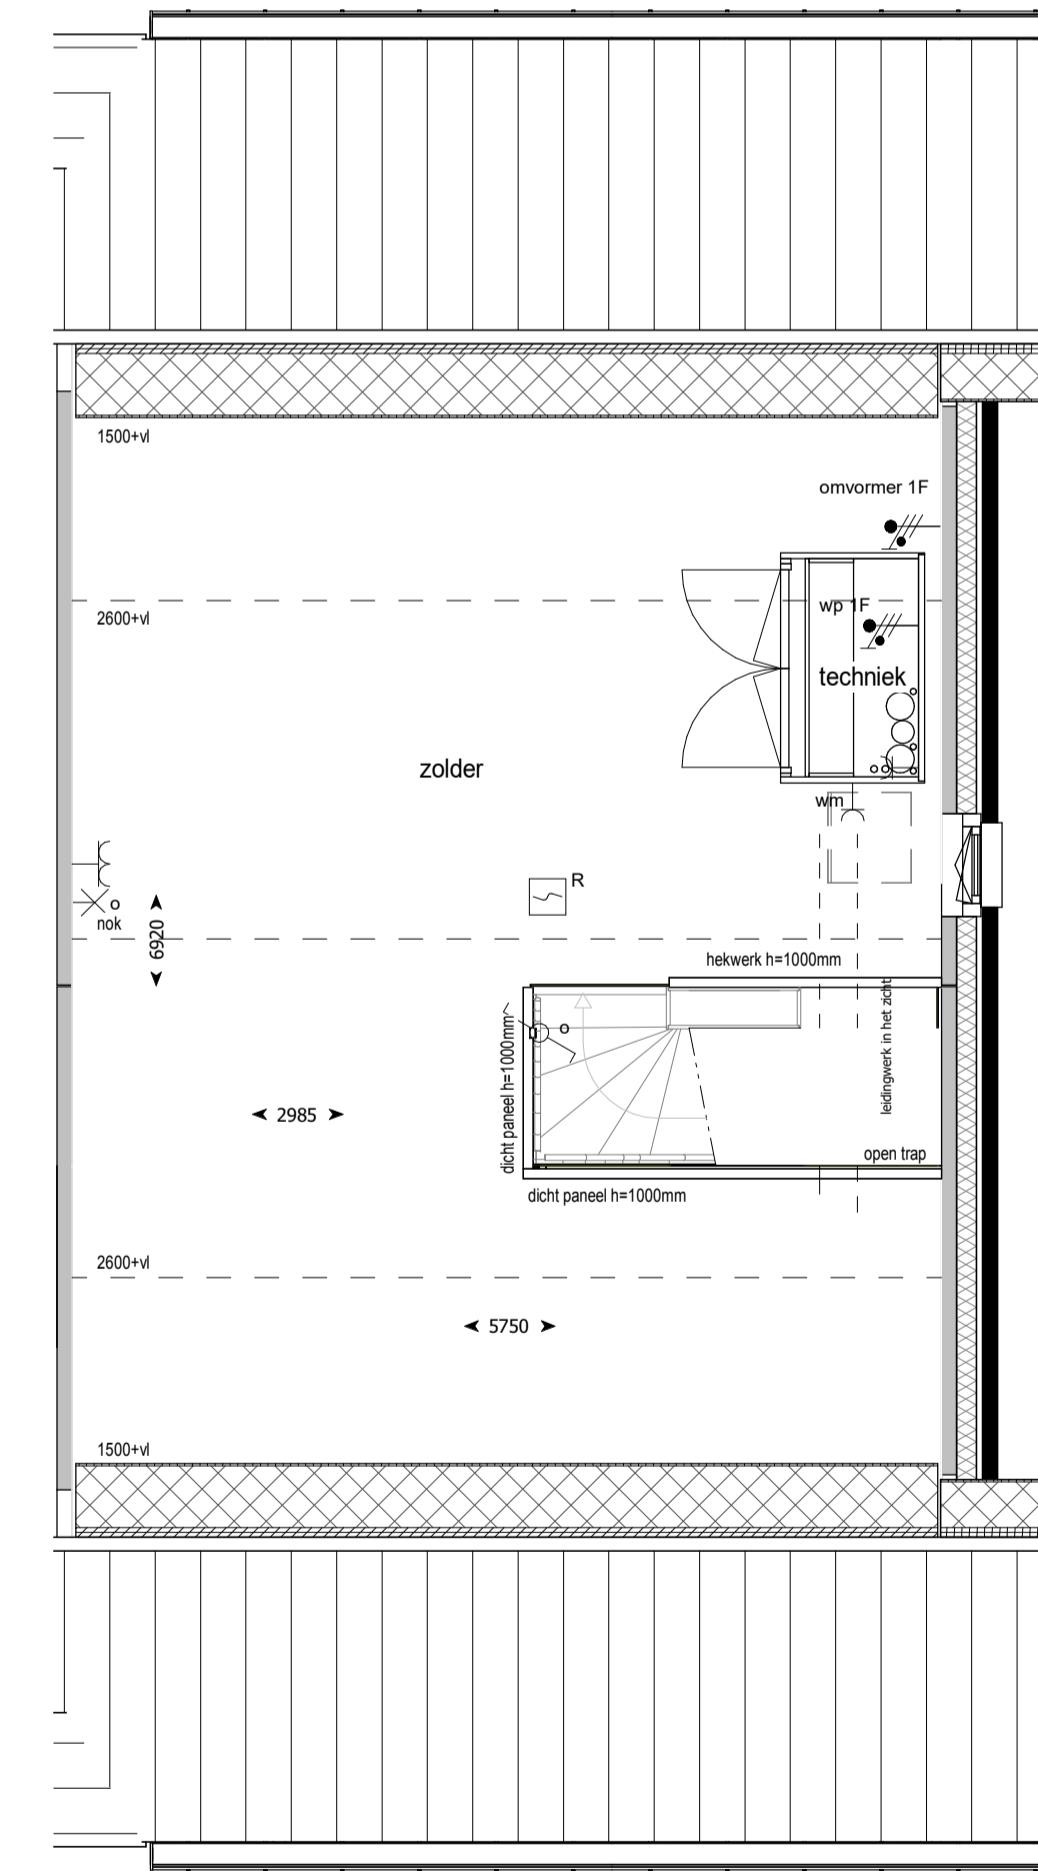 1500+vl
omvormer 1F
2600+vl
wp 1F
techniek
zolder
wm
R
o
nok
6920
hekwerk h=1000mm
leidingwerk in het zicht
o
dicht paneel h=1000mm
2985
open trap
dicht paneel h=1000mm
2600+vl
5750
1500+vl